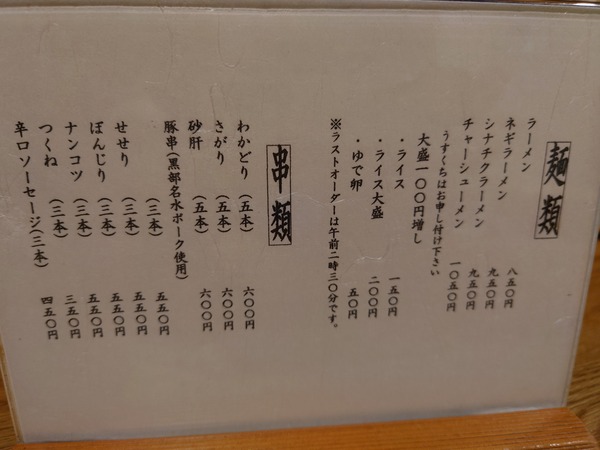 麺類
ラーメン 八五〇円
ネギラーメン 九五〇円
シナチクラーメン 九五〇円
チャーシューメン 一〇五〇円
うすくちはお申し付け下さい
大盛一〇〇円増し
・ライス 一五〇円
・ライス大盛 二〇〇円
・ゆで卵 五〇円
※ラストオーダーは午前二時三〇分です。
串類
わかどり(五本) 六〇〇円
さがり(五本) 六〇〇円
砂肝(五本) 六〇〇円
豚串(黒部名水ポーク使用)
(三本) 五五〇円
せせり(三本) 五五〇円
ぼんじり(三本) 五五〇円
ナンコツ(三本) 五五〇円
つくね(三本) 三五〇円
辛口ソーセージ(三本) 四五〇円